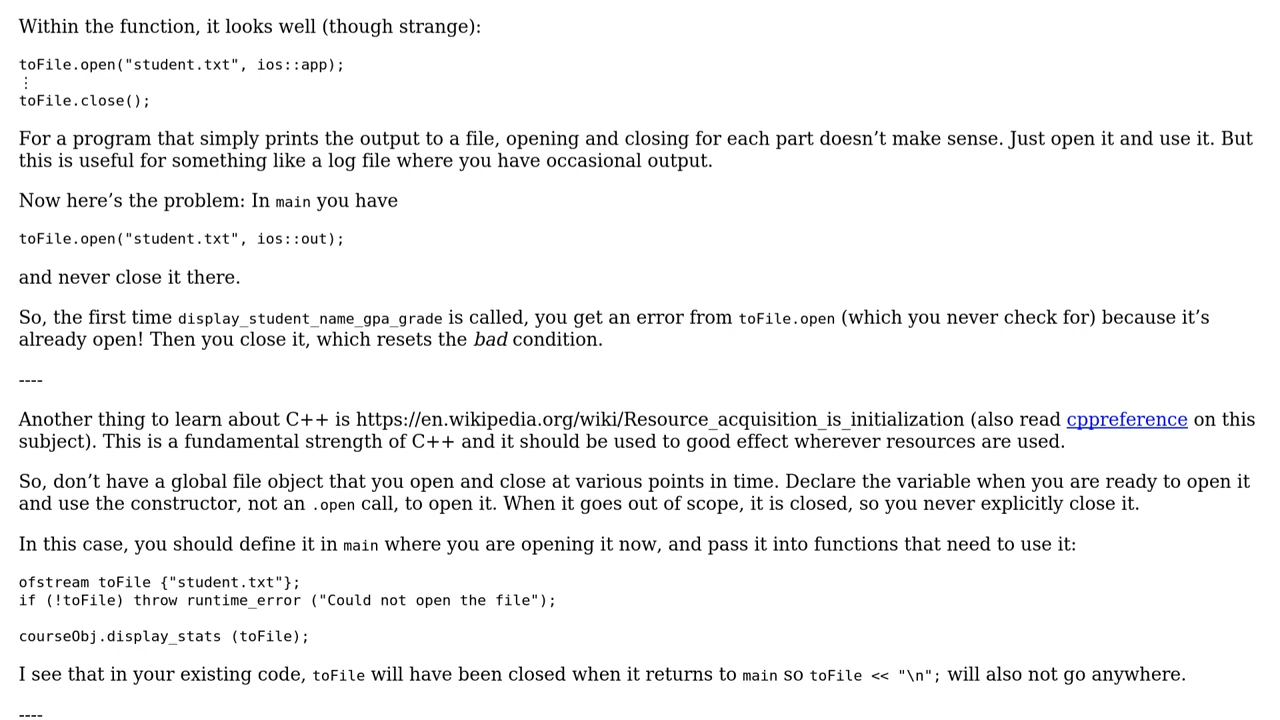 Within the function, it looks well (though strange):
toFile.open("student.txt", ios::app);
⋮
toFile.close();
For a program that simply prints the output to a file, opening and closing for each part doesn’t make sense. Just open it and use it. But
this is useful for something like a log file where you have occasional output.
Now here’s the problem: In main you have
toFile.open("student.txt", ios::out);
and never close it there.
So, the first time display_student_name_gpa_grade is called, you get an error from toFile.open (which you never check for) because it’s
already open! Then you close it, which resets the bad condition.
----
Another thing to learn about C++ is https://en.wikipedia.org/wiki/Resource_acquisition_is_initialization (also read cppreference on this
subject). This is a fundamental strength of C++ and it should be used to good effect wherever resources are used.
So, don’t have a global file object that you open and close at various points in time. Declare the variable when you are ready to open it
and use the constructor, not an .open call, to open it. When it goes out of scope, it is closed, so you never explicitly close it.
In this case, you should define it in main where you are opening it now, and pass it into functions that need to use it:
ofstream toFile {"student.txt"};
if (!toFile) throw runtime_error ("Could not open the file");
courseObj.display_stats (toFile);
I see that in your existing code, toFile will have been closed when it returns to main so toFile << "\n"; will also not go anywhere.
----